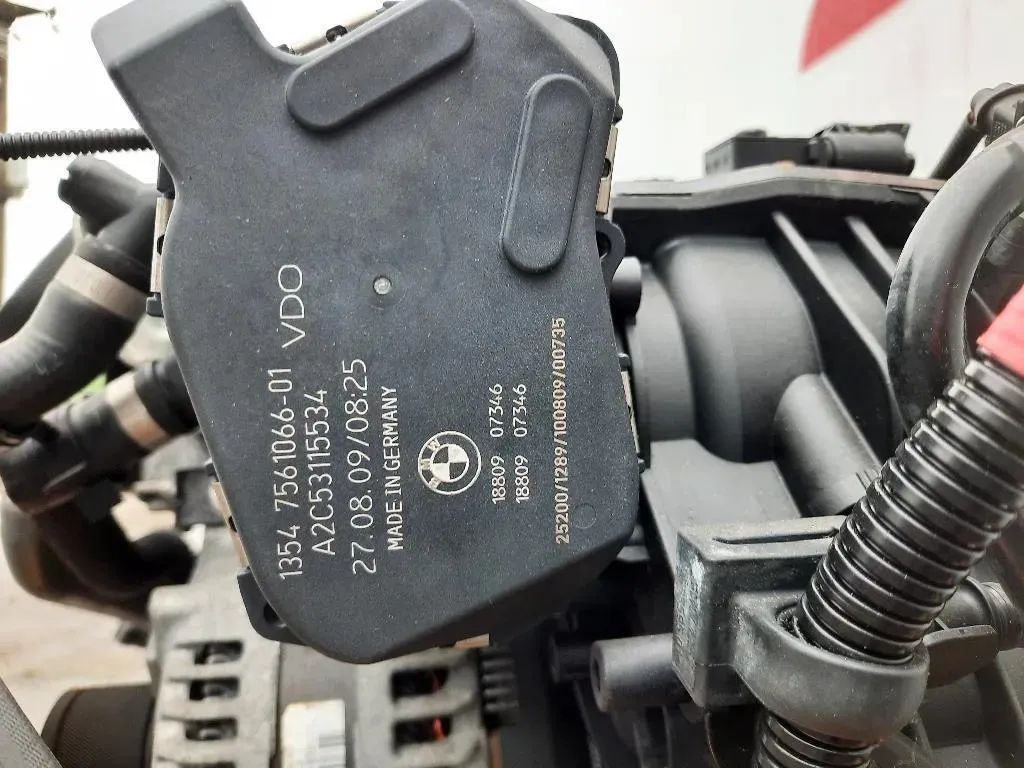 1354 7561066-01 VDO
A2C53115534
27.08.09/08:25
MADE IN GERMANY
BMW
18809 07346
18809 07346
25200/1289/100809/00735